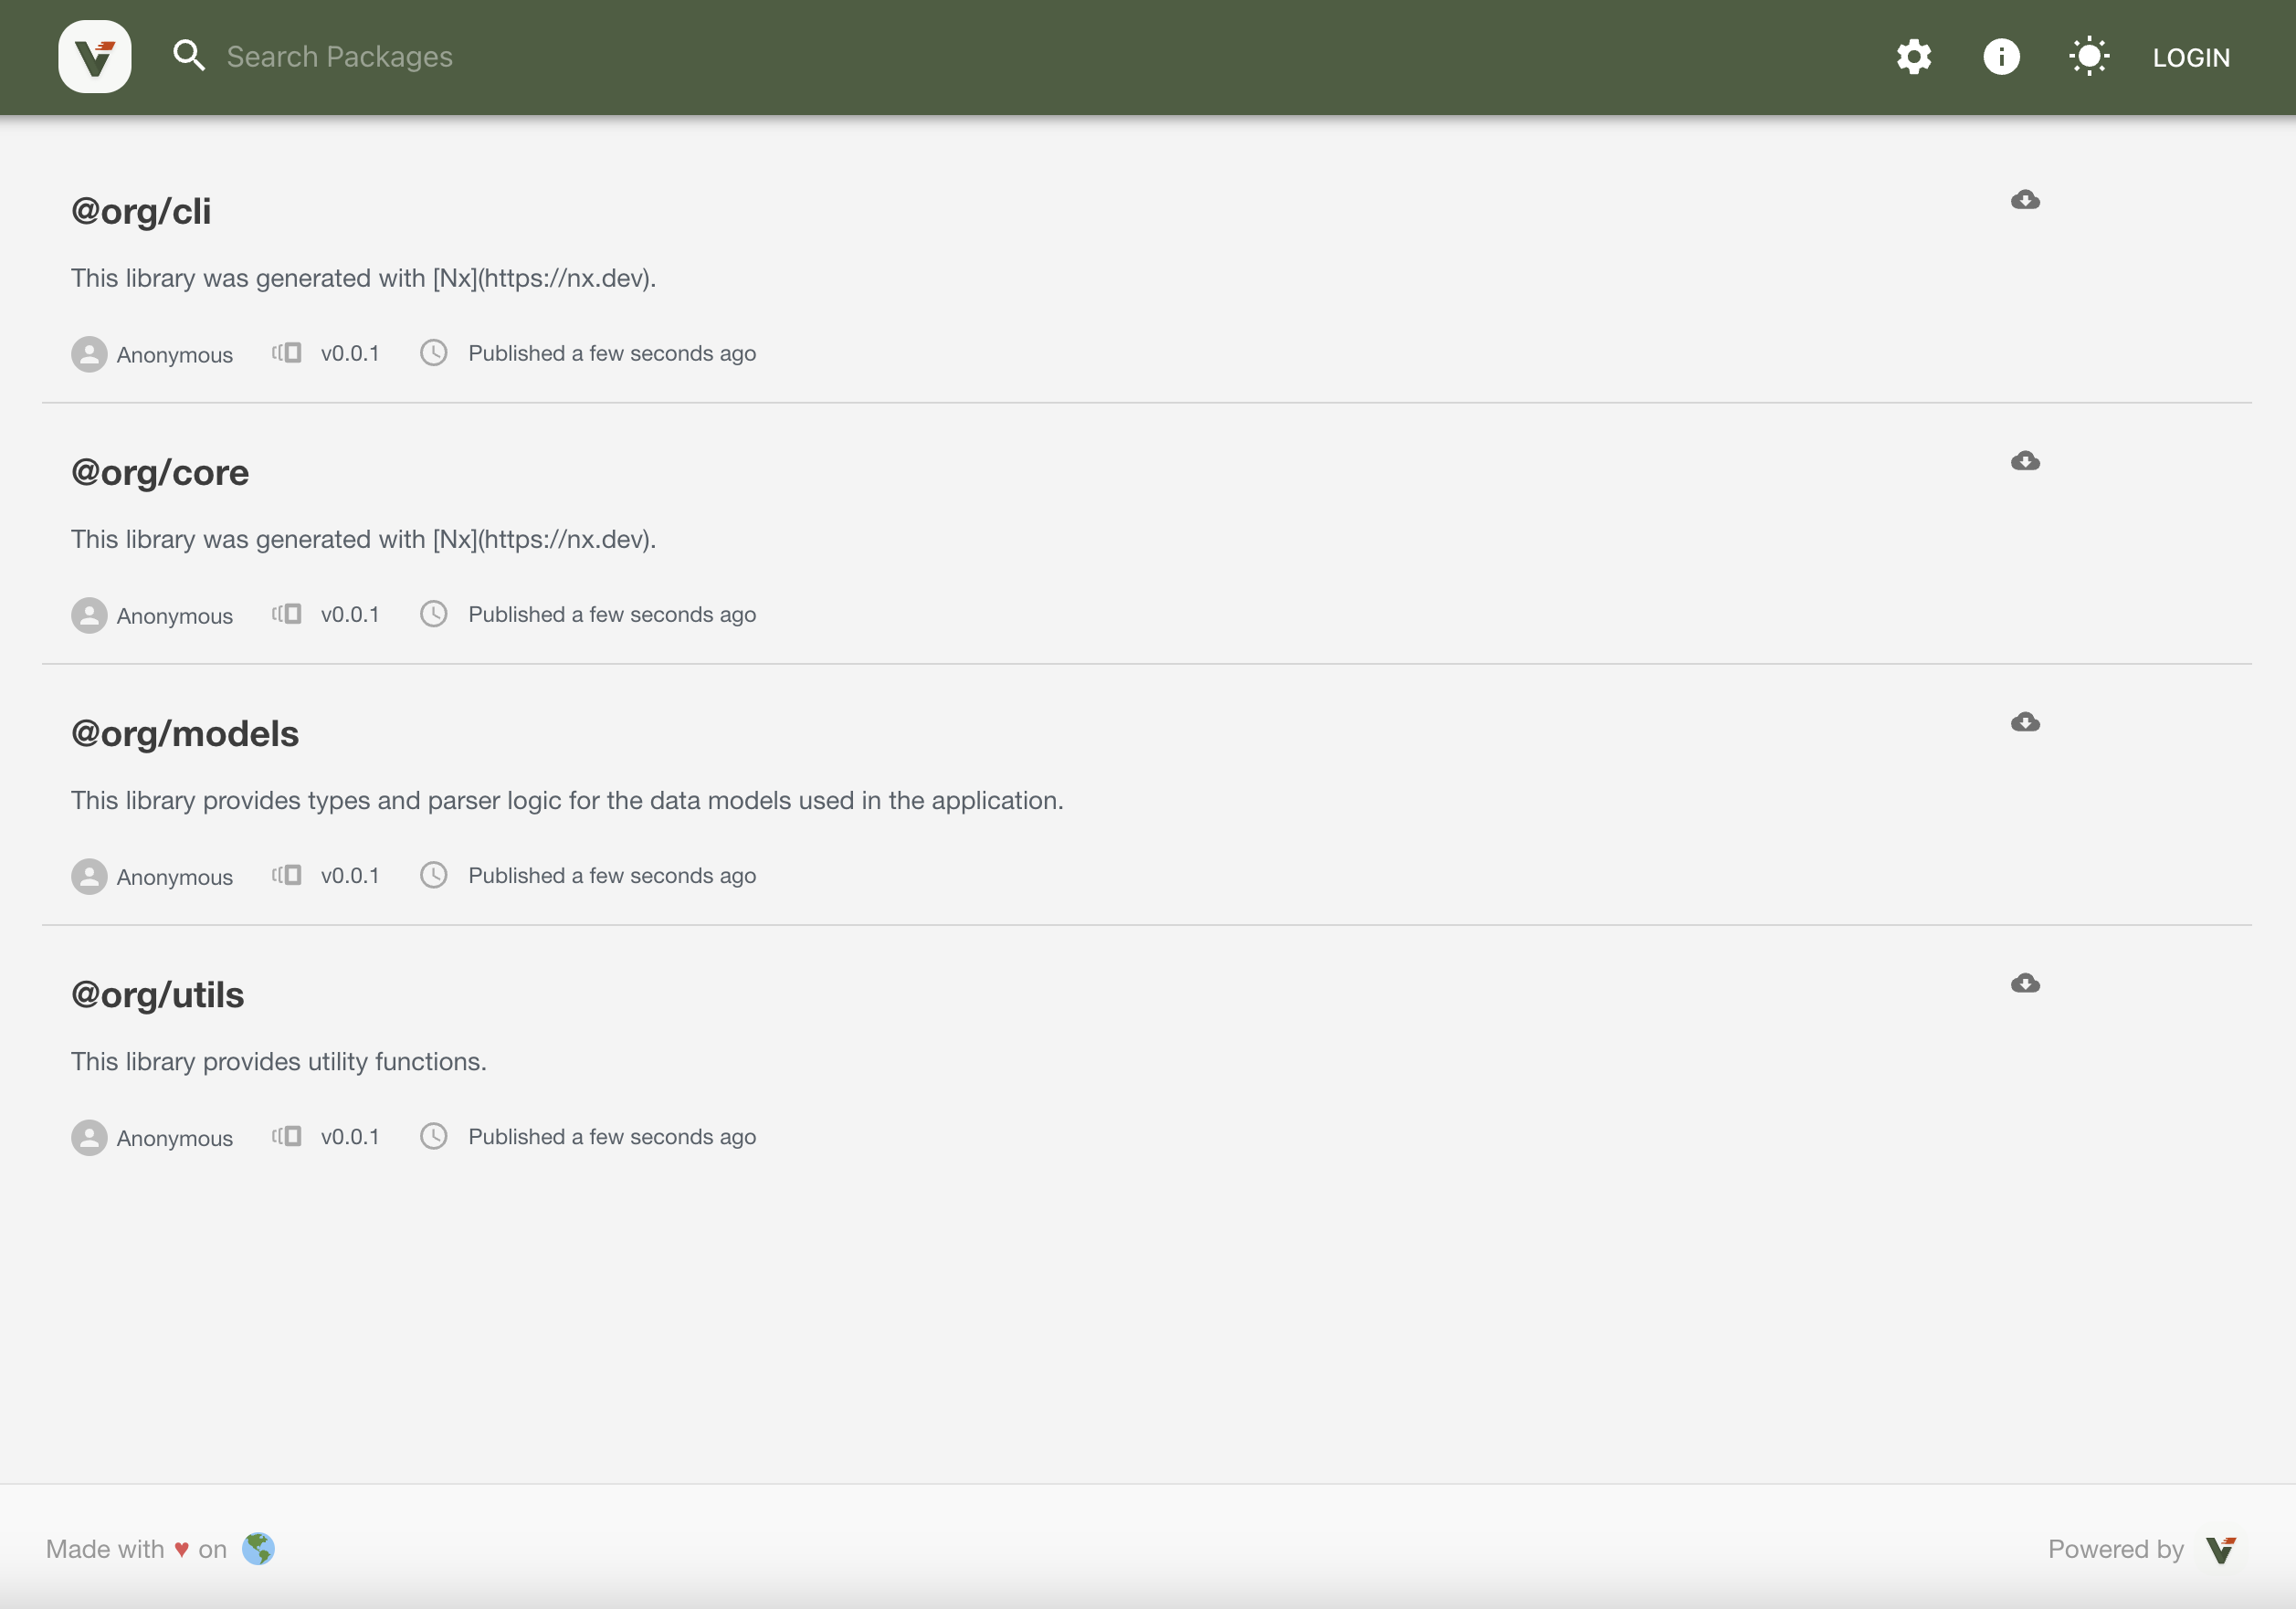 Search Packages
LOGIN
@org/cli
This library was generated with [Nx](https://nx.dev).
Anonymous v0.0.1 Published a few seconds ago
@org/core
This library was generated with [Nx](https://nx.dev).
Anonymous v0.0.1 Published a few seconds ago
@org/models
This library provides types and parser logic for the data models used in the application.
Anonymous v0.0.1 Published a few seconds ago
@org/utils
This library provides utility functions.
Anonymous v0.0.1 Published a few seconds ago
Made with ♥ on
Powered by